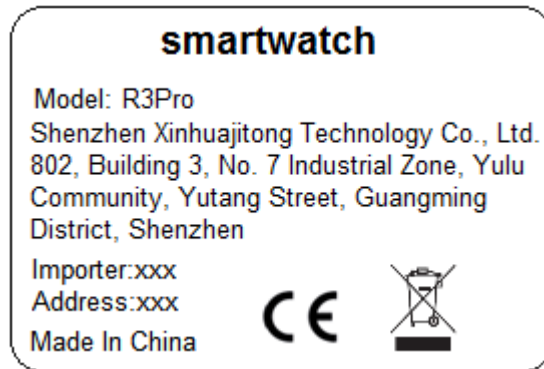 smartwatch
Model: R3Pro
Shenzhen Xinhuajitong Technology Co., Ltd.
802, Building 3, No. 7 Industrial Zone, Yulu
Community, Yutang Street, Guangming
District, Shenzhen
Importer:xxx
Address:xxx
Made In China
CE